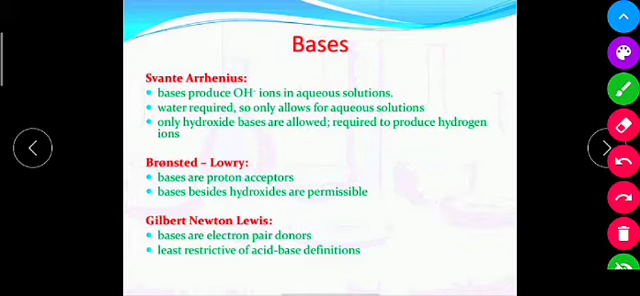 Bases
Svante Arrhenius:
bases produce OH⁻ ions in aqueous solutions.
water required, so only allows for aqueous solutions
only hydroxide bases are allowed; required to produce hydrogen
ions
Brønsted – Lowry:
bases are proton acceptors
bases besides hydroxides are permissible
Gilbert Newton Lewis:
bases are electron pair donors
least restrictive of acid-base definitions